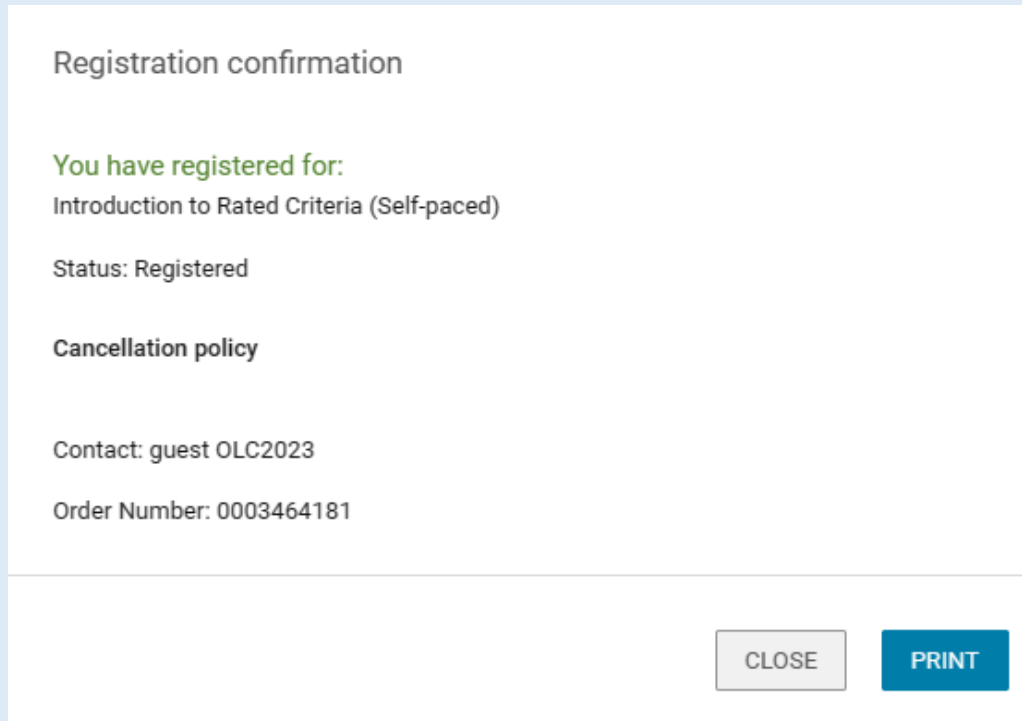 Registration confirmation
You have registered for:
Introduction to Rated Criteria (Self-paced)
Status: Registered
Cancellation policy
Contact: guest OLC2023
Order Number: 0003464181
CLOSE
PRINT